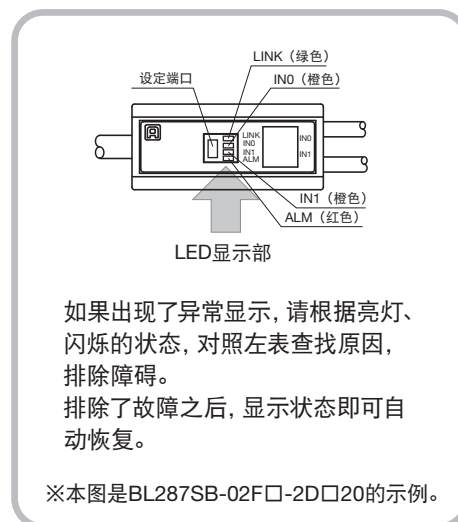 LINK（绿色）
设定端口
IN0（橙色）
LINK
IN0
IN1
ALM
IN0
IN1
IN1（橙色）
ALM（红色）
LED显示部
如果出现了异常显示，请根据亮灯、
闪烁的状态，对照左表查找原因，
排除障碍。
排除了故障之后，显示状态即可自
动恢复。
※本图是BL287SB-02F□-2D□20的示例。